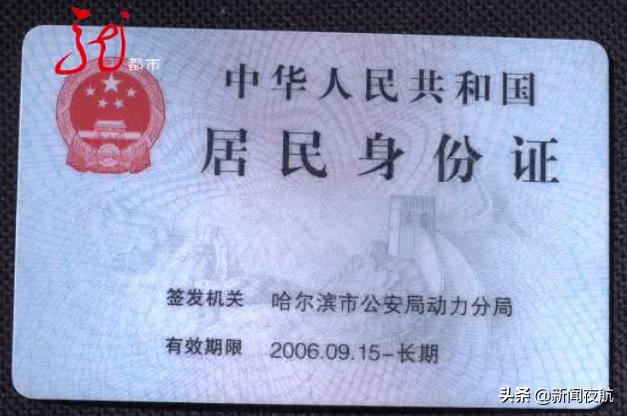 龙
都市
中华人民共和国
居民身份证
签发机关 哈尔滨市公安局动力分局
有效期限 2006.09.15-长期
头条 @新闻夜航